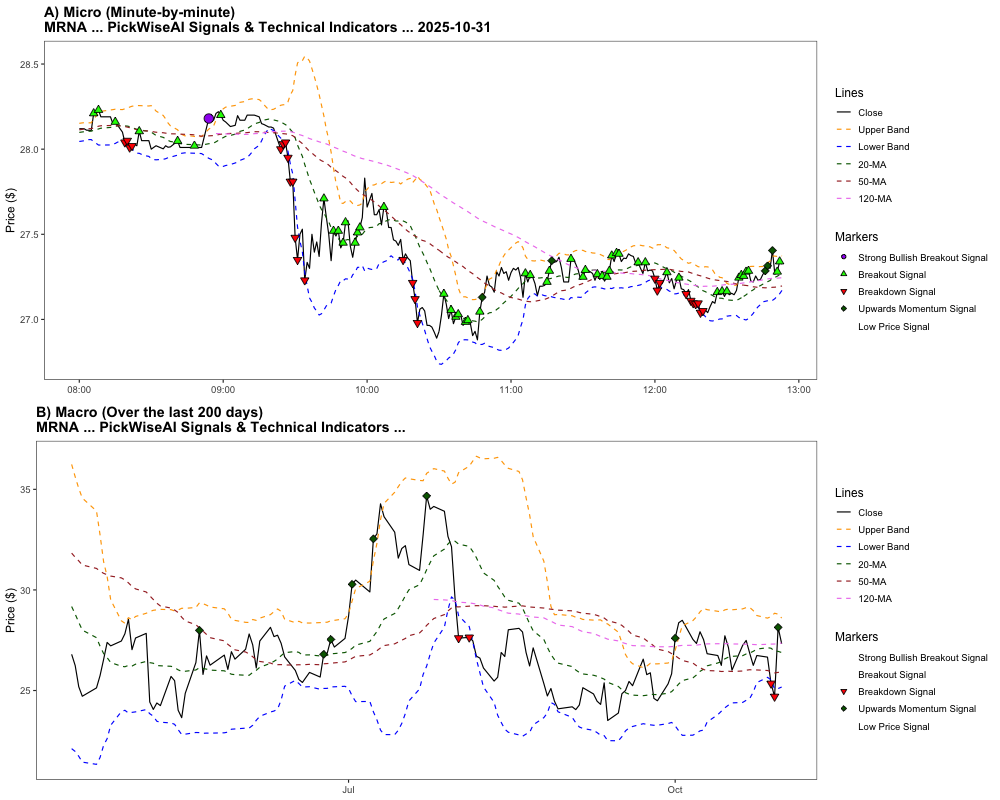 A) Micro (Minute-by-minute)
MRNA ... PickWiseAI Signals & Technical Indicators ... 2025-10-31
Price ($)
28.5
28.0
27.5
27.0
08:00
09:00
10:00
11:00
12:00
13:00
Lines
Close
Upper Band
Lower Band
20-MA
50-MA
120-MA
Markers
Strong Bullish Breakout Signal
Breakout Signal
Breakdown Signal
Upwards Momentum Signal
Low Price Signal
B) Macro (Over the last 200 days)
MRNA ... PickWiseAI Signals & Technical Indicators ...
Price ($)
35
30
25
Jul
Oct
Lines
Close
Upper Band
Lower Band
20-MA
50-MA
120-MA
Markers
Strong Bullish Breakout Signal
Breakout Signal
Breakdown Signal
Upwards Momentum Signal
Low Price Signal